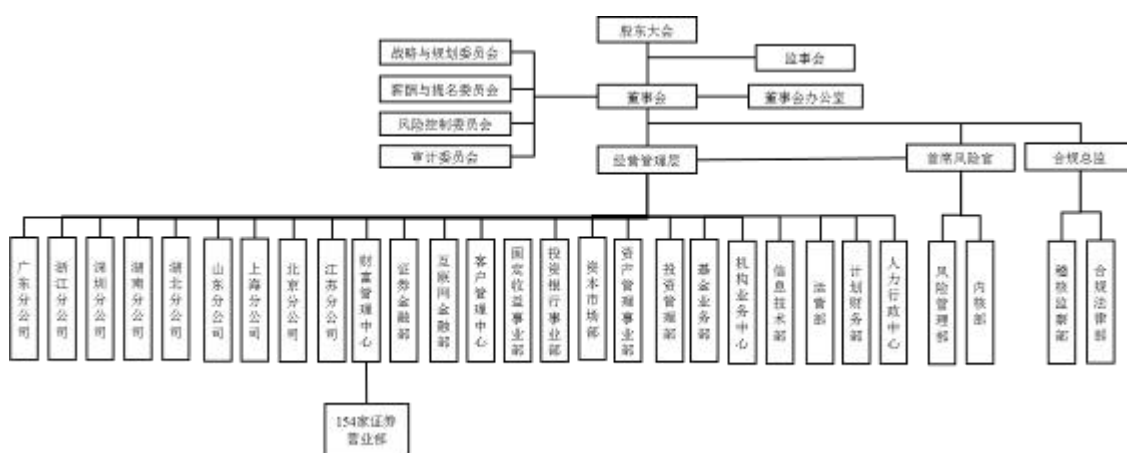 股东大会
战略与规划委员会
监事会
薪酬与提名委员会
董事会
董事会办公室
风险控制委员会
审计委员会
经营管理层
首席风险官
合规总监
广东分公司
浙江分公司
深圳分公司
湖南分公司
湖北分公司
山东分公司
上海分公司
北京分公司
江苏分公司
财富管理中心
证券金融部
互联网金融部
客户管理中心
固定收益事业部
投资银行事业部
资本市场部
资产管理事业部
投资管理部
基金业务部
机构业务中心
信息技术部
运营部
计划财务部
人力行政中心
风险管理部
内核部
稽核监察部
合规法律部
154家证券
营业部